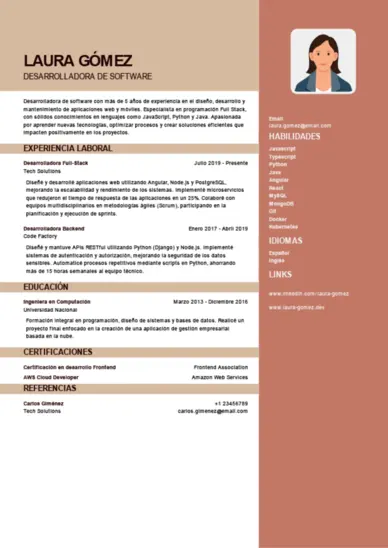 LAURA GÓMEZ
DESARROLLADORA DE SOFTWARE
Desarrolladora de software con más de 5 años de experiencia en el diseño, desarrollo y
mantenimiento de aplicaciones web y móviles. Especialista en programación Full Stack,
con sólidos conocimientos en lenguajes como JavaScript, Python y Java. Apasionada
por aprender nuevas tecnologías, optimizar procesos y crear soluciones eficientes que
impacten positivamente en los proyectos.
EXPERIENCIA LABORAL
Desarrolladora Full-Stack Julio 2019 - Presente
Tech Solutions
Diseñé y desarrollé aplicaciones web utilizando Angular, Node.js y PostgreSQL,
mejorando la escalabilidad y rendimiento de los sistemas. Implementé microservicios
que redujeron el tiempo de respuesta de las aplicaciones en un 25%. Colaboré con
equipos multidisciplinarios en metodologías ágiles (Scrum), participando en la
planificación y ejecución de sprints.
Desarrolladora Backend Enero 2017 - Abril 2019
Code Factory
Diseñé y mantuve APIs RESTful utilizando Python (Django) y Node.js. Implementé
sistemas de autentificación y autorización, mejorando la seguridad de los datos
sensibles. Automatice procesos repetitivos mediante scripts en Python, ahorrando
más de 15 horas semanales al equipo técnico.
EDUCACIÓN
Ingeniera en Computación Marzo 2013 - Diciembre 2016
Universidad Nacional
Formación integral en programación, diseño de sistemas y bases de datos. Realicé un
proyecto final enfocado en la creación de una aplicación de gestión empresarial
basada en la nube.
CERTIFICACIONES
Certificación en desarrollo Frontend Frontend Association
AWS Cloud Developer Amazon Web Services
REFERENCIAS
Carlos Giménez +1 23456789
Tech Solutions carlos.gimenez@email.com
Email
laura.gomez@email.com
HABILIDADES
Javascript
Typescript
Python
Java
Angular
React
MySQL
MongoDB
Git
Docker
Kubernetes
IDIOMAS
Español
Inglés
LINKS
www.linkedin.com/laura-gomez
www.laura-gomez.dev